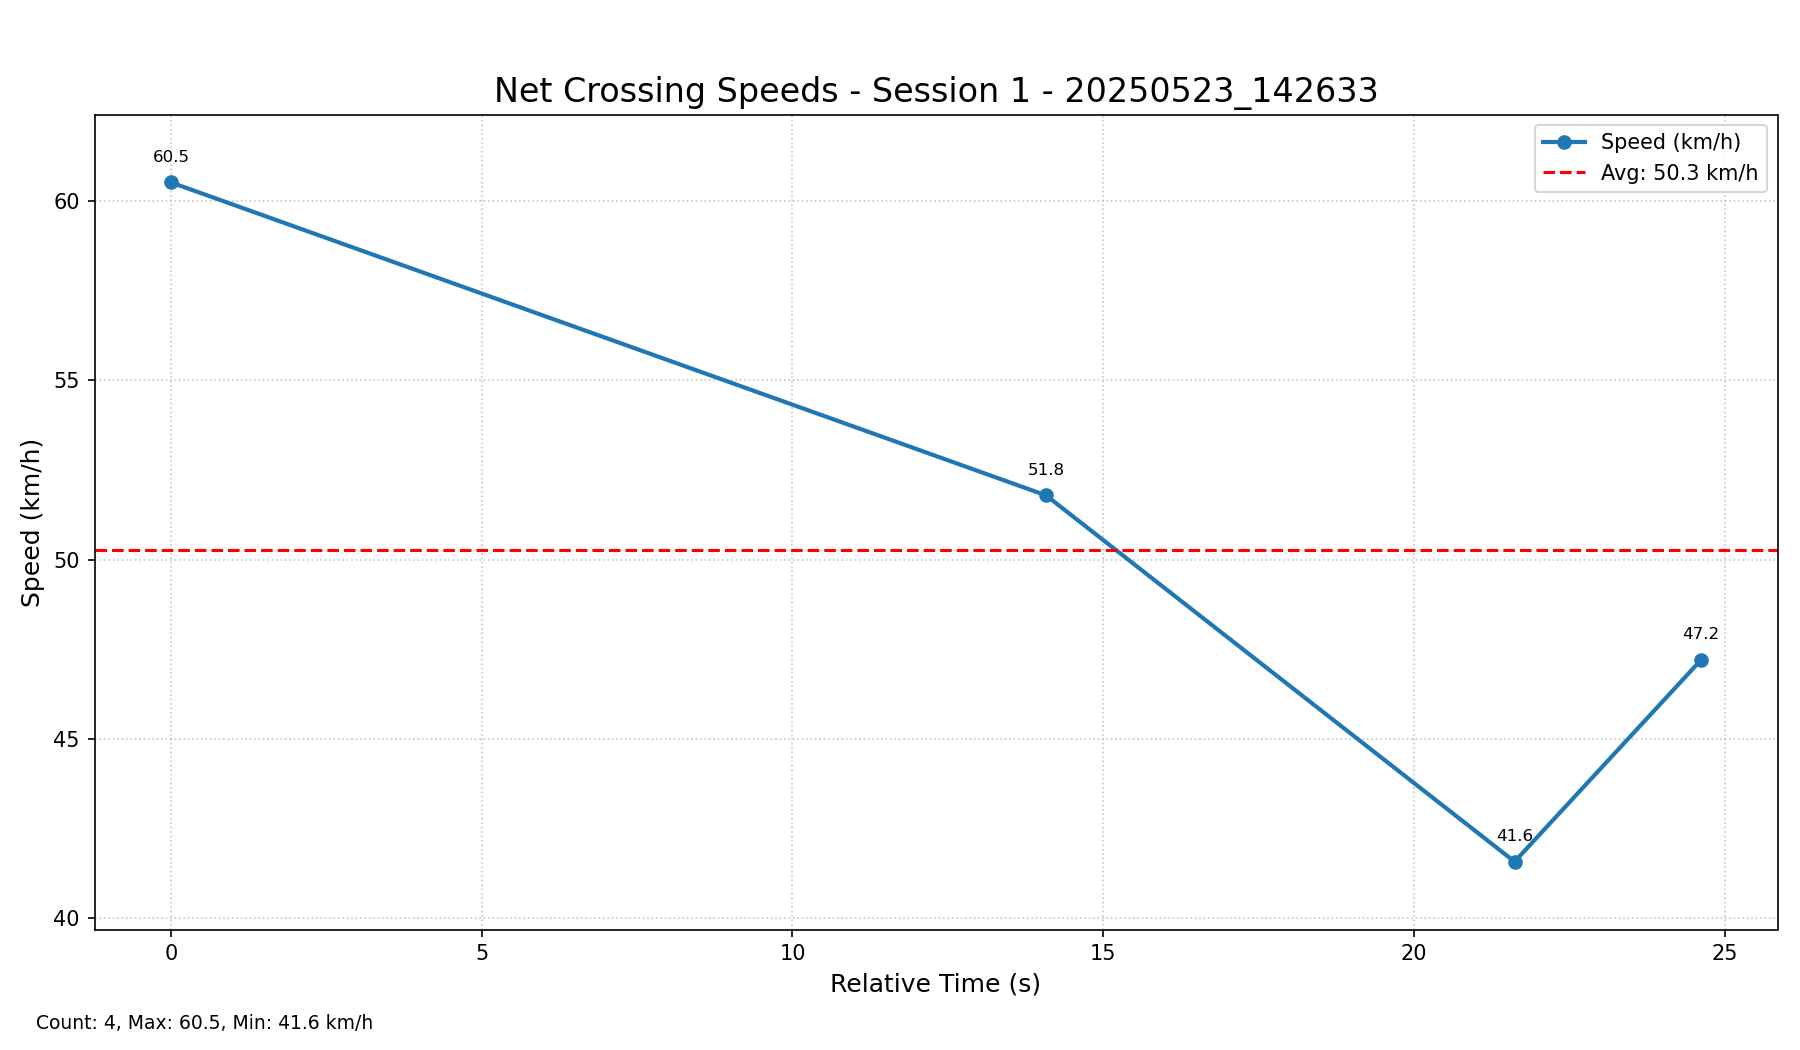 Net Crossing Speeds - Session 1 - 20250523_142633
Speed (km/h)
Avg: 50.3 km/h
60.5
51.8
41.6
47.2
60
55
50
45
40
Speed (km/h)
0 5 10 15 20 25
Relative Time (s)
Count: 4, Max: 60.5, Min: 41.6 km/h